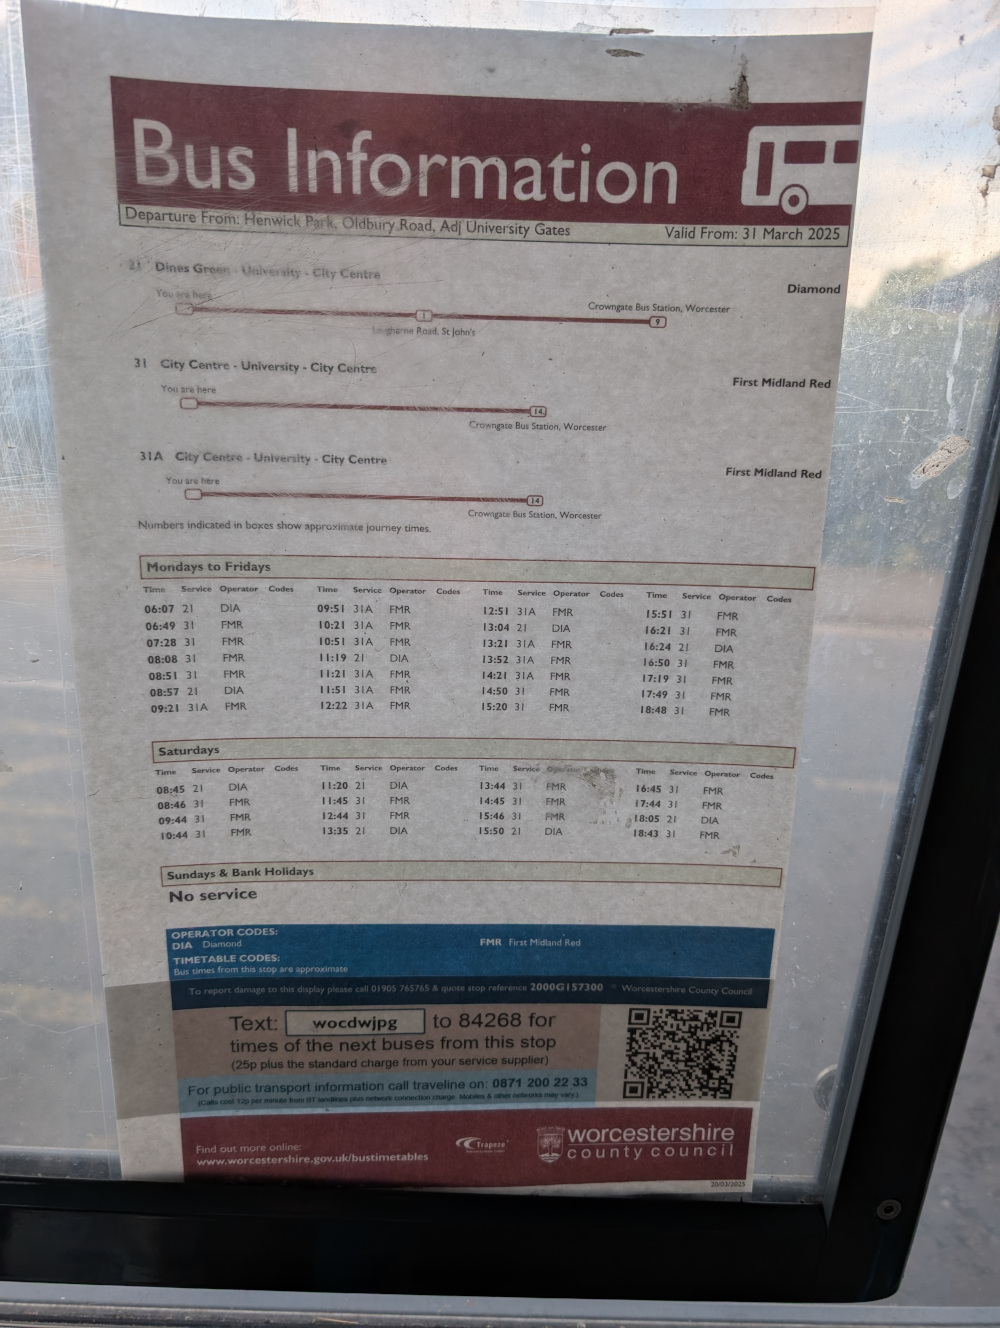 Bus Information
Departure From: Henwick Park, Oldbury Road, Adj University Gates Valid From: 31 March 2025
21 Dines Green - University - City Centre
Diamond
You are here
Crowngate Bus Station, Worcester
1 9
Road, St John's
31 City Centre - University - City Centre
First Midland Red
You are here
14
Crowngate Bus Station, Worcester
31A City Centre - University - City Centre
First Midland Red
You are here
14
Crowngate Bus Station, Worcester
Numbers indicated in boxes show approximate journey times.
Mondays to Fridays
Time Service Operator Codes Time Service Operator Codes Time Service Operator Codes Time Service Operator Codes
06:07 21 DIA 09:51 31A FMR 12:51 31A FMR 15:51 31 FMR
06:49 31 FMR 10:21 31A FMR 13:04 21 DIA 16:21 31 FMR
07:28 31 FMR 10:51 31A FMR 13:21 31A FMR 16:24 21 DIA
08:08 31 FMR 11:19 21 DIA 13:52 31A FMR 16:50 31 FMR
08:51 31 FMR 11:21 31A FMR 14:21 31A FMR 17:19 31 FMR
08:57 21 DIA 11:51 31A FMR 14:50 31 FMR 17:49 31 FMR
09:21 31A FMR 12:22 31A FMR 15:20 31 FMR 18:48 31 FMR
Saturdays
Time Service Operator Codes Time Service Operator Codes Time Service Operator Time Service Operator Codes
08:45 21 DIA 11:20 21 DIA 13:44 31 FMR 16:45 31 FMR
08:46 31 FMR 11:45 31 FMR 14:45 31 FMR 17:44 31 FMR
09:44 31 FMR 12:44 31 FMR 15:46 31 FMR 18:05 21 DIA
10:44 31 FMR 13:35 21 DIA 15:50 21 DIA 18:43 31 FMR
Sundays & Bank Holidays
No service
OPERATOR CODES:
DIA Diamond FMR First Midland Red
TIMETABLE CODES:
Bus times from this stop are approximate
To report damage to this display please call 01905 765765 & quote stop reference 2000G157300 © Worcestershire County Council
Text: wocdwjpg to 84268 for
times of the next buses from this stop
(25p plus the standard charge from your service supplier)
For public transport information call traveline on: 0871 200 22 33
(Calls cost 12p per minute from BT landlines plus network connection charge. Mobiles & other networks may vary.)
Find out more online:
www.worcestershire.gov.uk/bustimetables
Trapeze
worcestershire
county council
20/03/2025